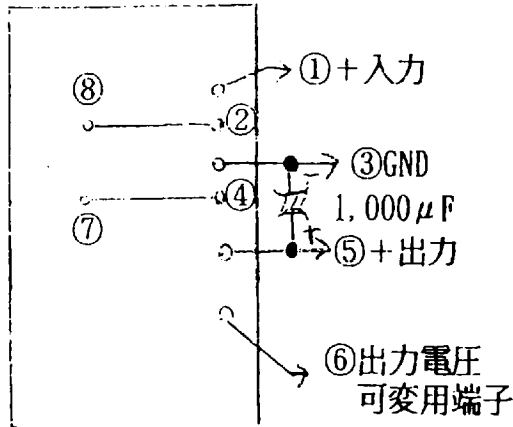 ①+入力
⑧
②
③GND
④
1,000μF
⑦
⑤+出力
⑥出力電圧
可変用端子
- 
+